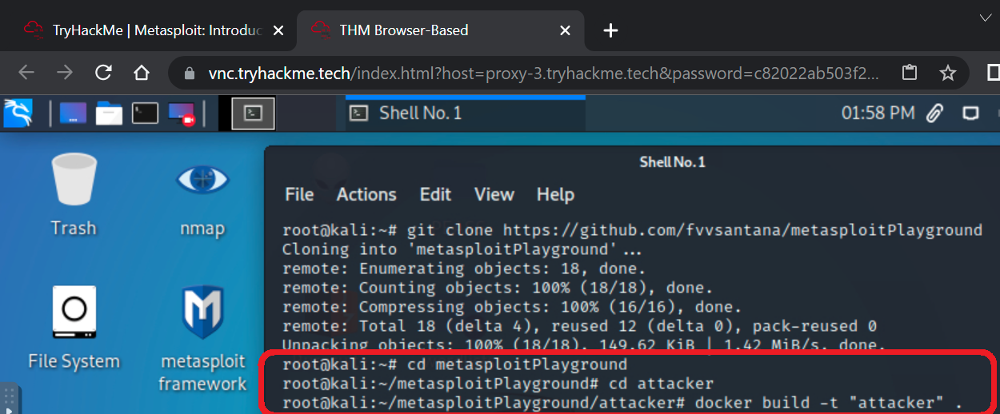 TryHackMe | Metasploit: Introduc
THM Browser-Based
vnc.tryhackme.tech/index.html?host=proxy-3.tryhackme.tech&password=c82022ab503f2...
Shell No. 1
01:58 PM
Trash
nmap
File System
metasploit
framework
Shell No. 1
File Actions Edit View Help
root@kali:~# git clone https://github.com/fvvsantana/metasploitPlayground
Cloning into 'metasploitPlayground'...
remote: Enumerating objects: 18, done.
remote: Counting objects: 100% (18/18), done.
remote: Compressing objects: 100% (16/16), done.
remote: Total 18 (delta 4), reused 12 (delta 0), pack-reused 0
Unpacking objects: 100% (18/18), 149.62 KiB | 1.42 MiB/s, done.
root@kali:~# cd metasploitPlayground
root@kali:~/metasploitPlayground# cd attacker
root@kali:~/metasploitPlayground/attacker# docker build -t "attacker" .